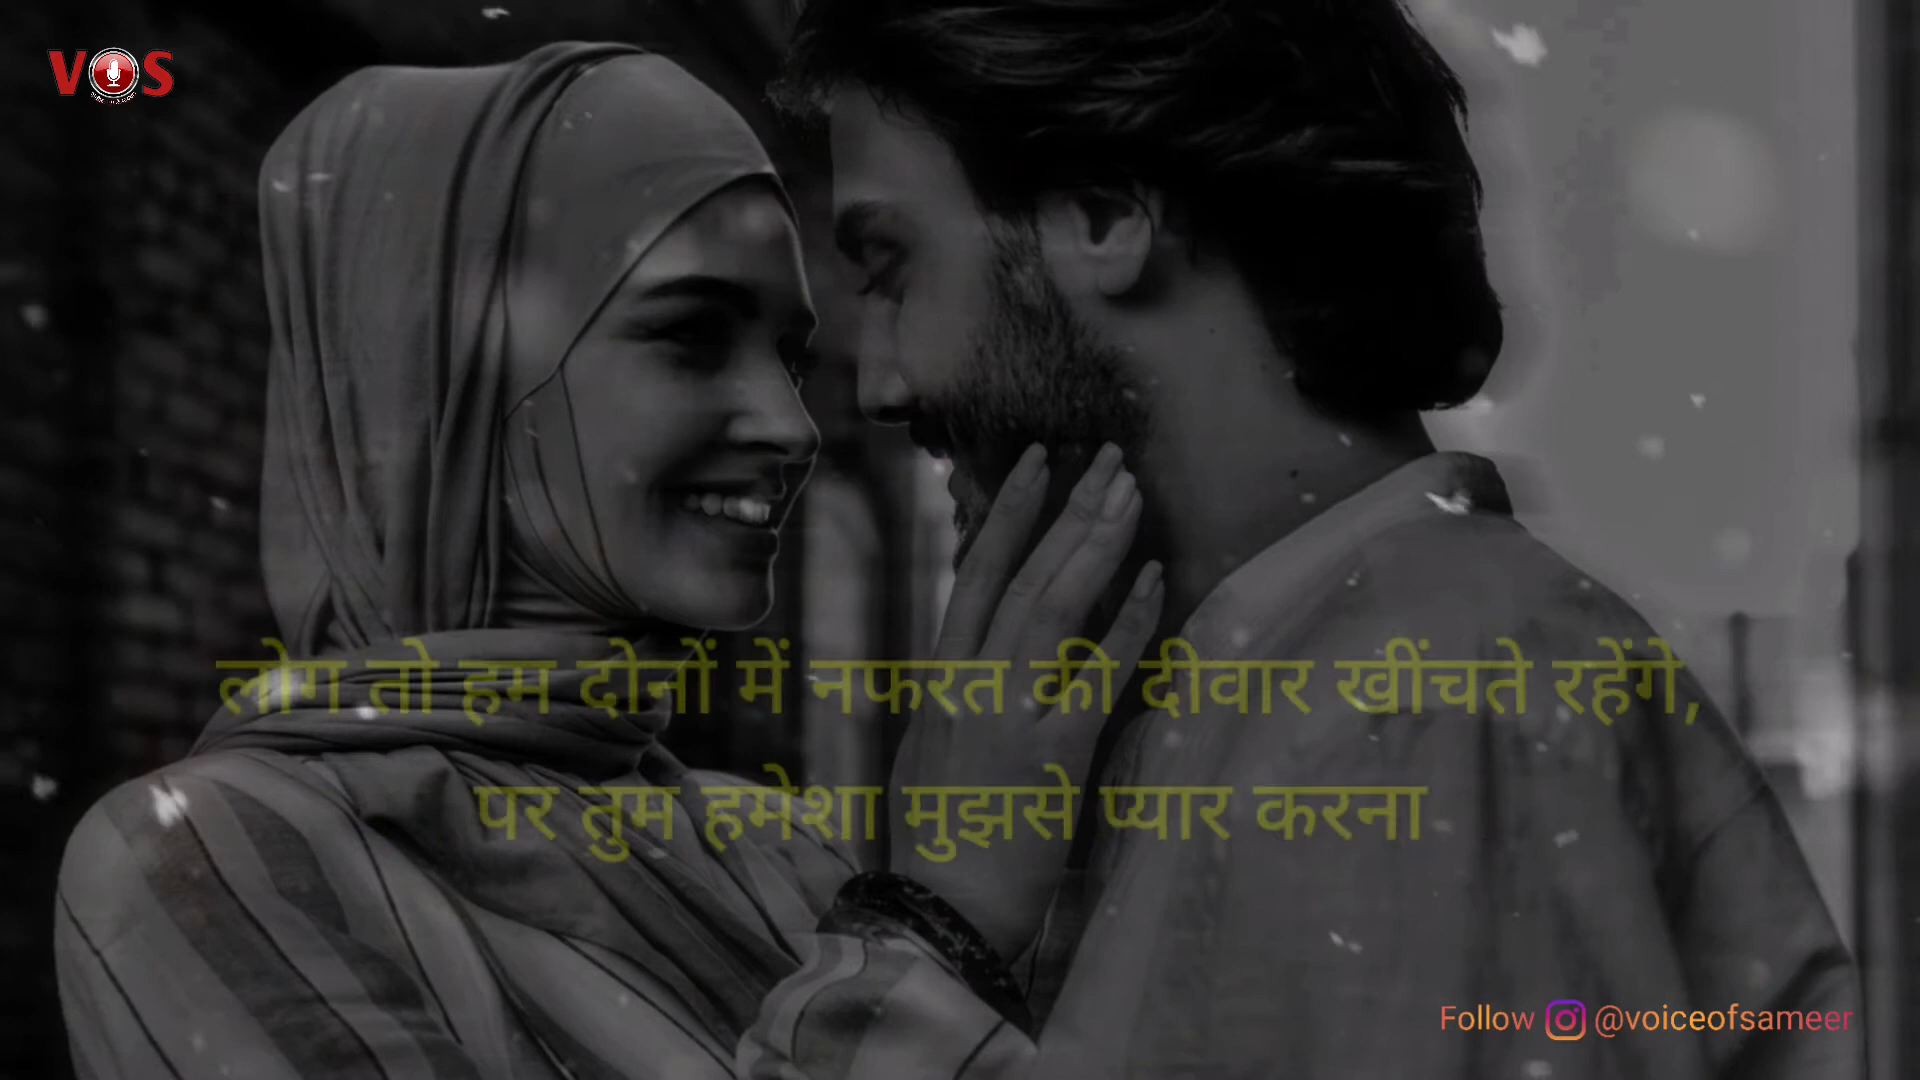 VOS
लोग तो हम दोनों में नफरत की दीवार खींचते रहेंगे,
पर तुम हमेशा मुझसे प्यार करना
Follow @voiceofsameer